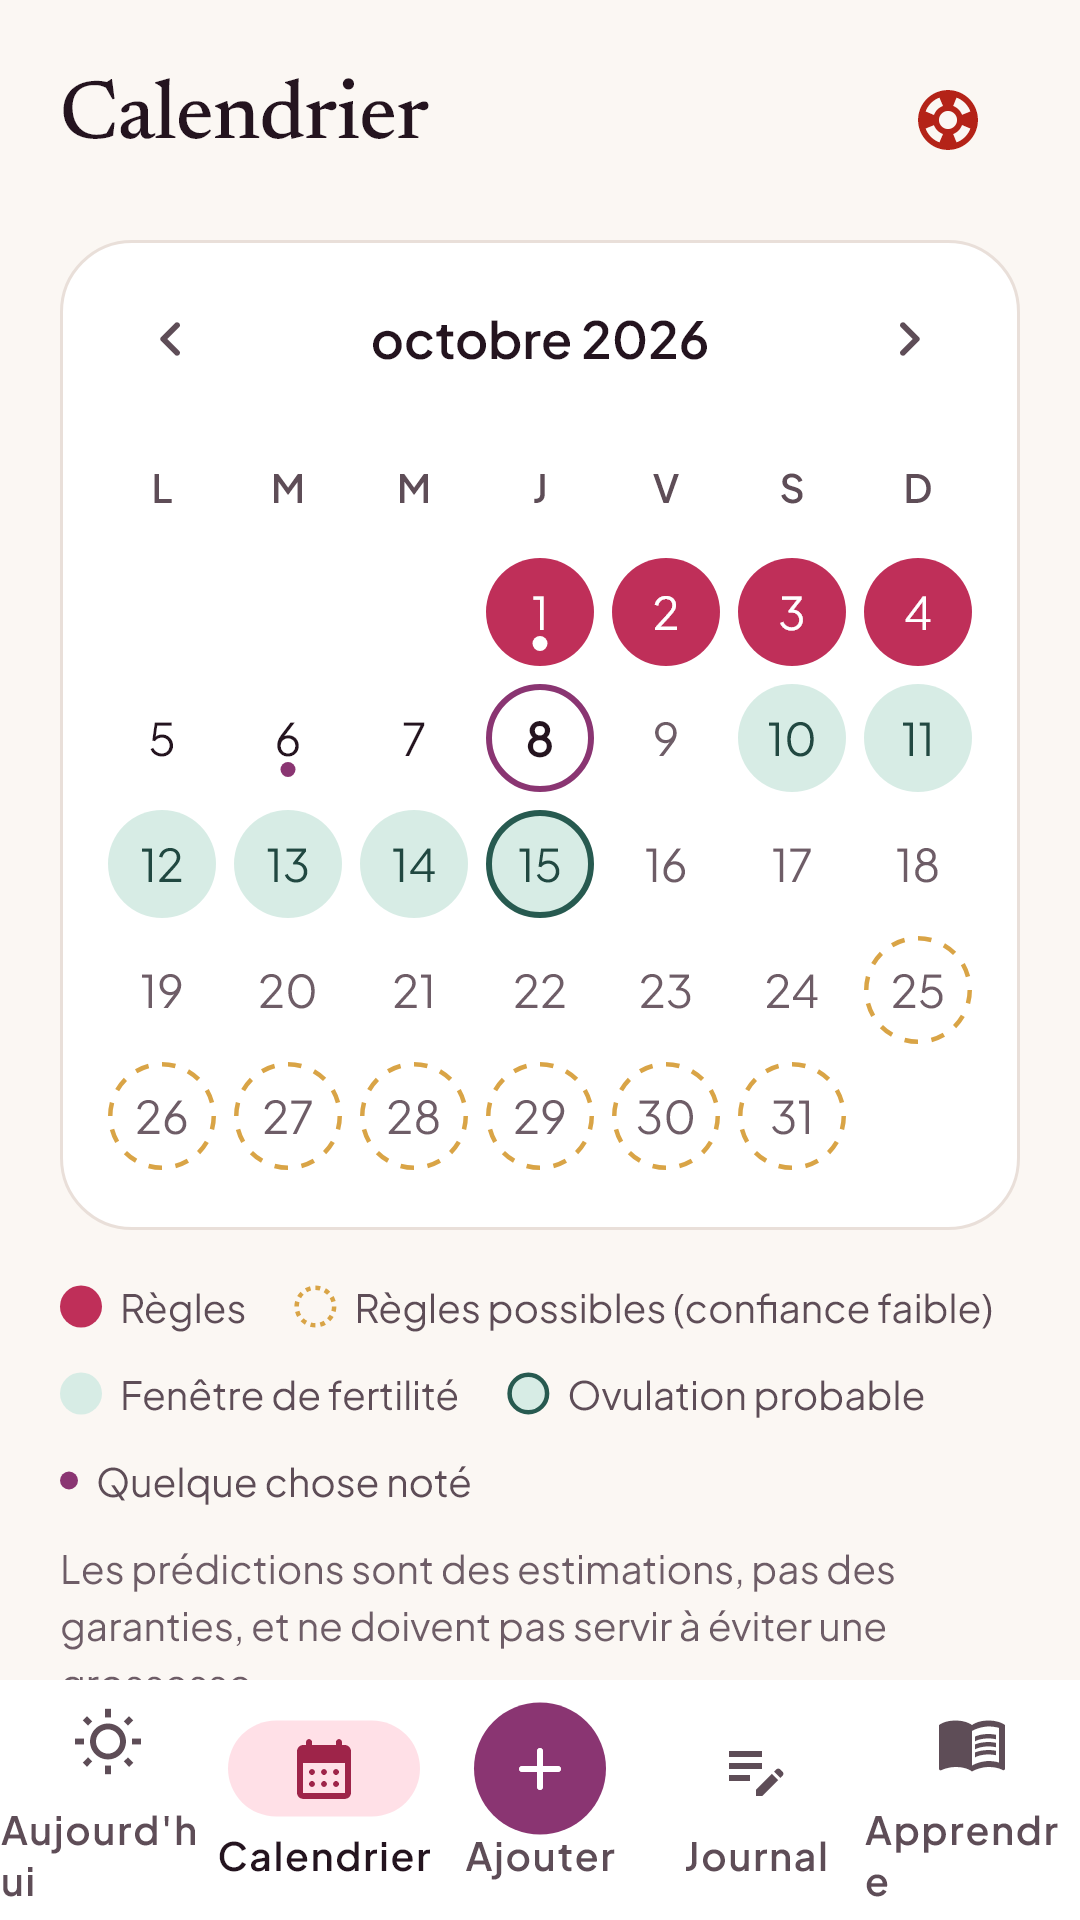 Calendrier
octobre 2026
L M M J V S D
1 2 3 4
5 6 7 8 9 10 11
12 13 14 15 16 17 18
19 20 21 22 23 24 25
26 27 28 29 30 31
Règles Règles possibles (confiance faible)
Fenêtre de fertilité Ovulation probable
Quelque chose noté
Les prédictions sont des estimations, pas des
garanties, et ne doivent pas servir à éviter une
Aujourd'h
ui
Calendrier
Ajouter
Journal
Apprendr
e